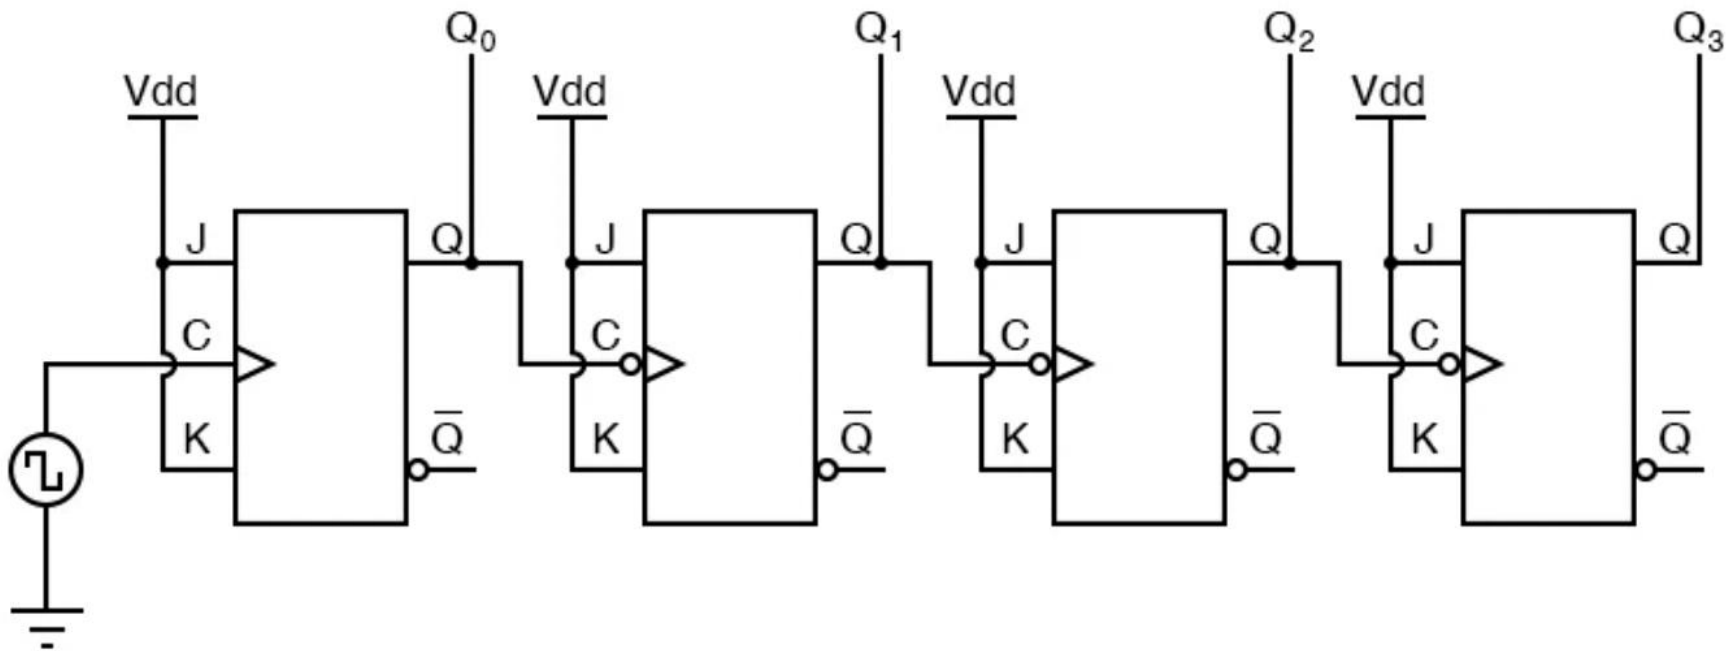 Q0 Q1 Q2 Q3
Vdd Vdd Vdd Vdd
J Q J Q J Q J Q
C C C C
K Q̅ K Q̅ K Q̅ K Q̅